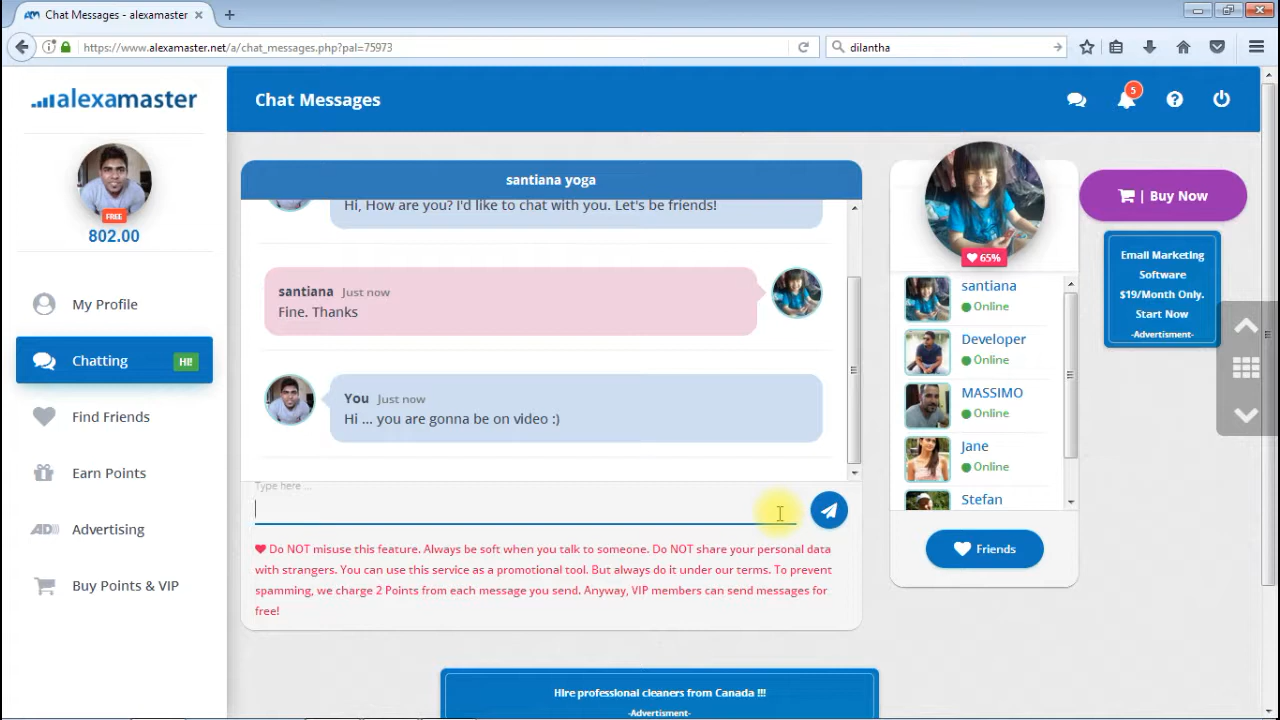 Chat Messages - alexamaster
https://www.alexamaster.net/a/chat_messages.php?pal=75973
dilantha
alexamaster
FREE
802.00
My Profile
Chatting
HI!
Find Friends
Earn Points
Advertising
Buy Points & VIP
Chat Messages
5
santiana yoga
Hi, How are you? I'd like to chat with you. Let's be friends!
santiana Just now
Fine. Thanks
You Just now
Hi ... you are gonna be on video :)
Type here ...
Do NOT misuse this feature. Always be soft when you talk to someone. Do NOT share your personal data
with strangers. You can use this service as a promotional tool. But always do it under our terms. To prevent
spamming, we charge 2 Points from each message you send. Anyway, VIP members can send messages for
free!
65%
santiana
Online
Developer
Online
MASSIMO
Online
Jane
Online
Stefan
Friends
| Buy Now
Email Marketing
Software
$19/Month Only.
Start Now
-Advertisment-
Hire professional cleaners from Canada !!!
-Advertisment-